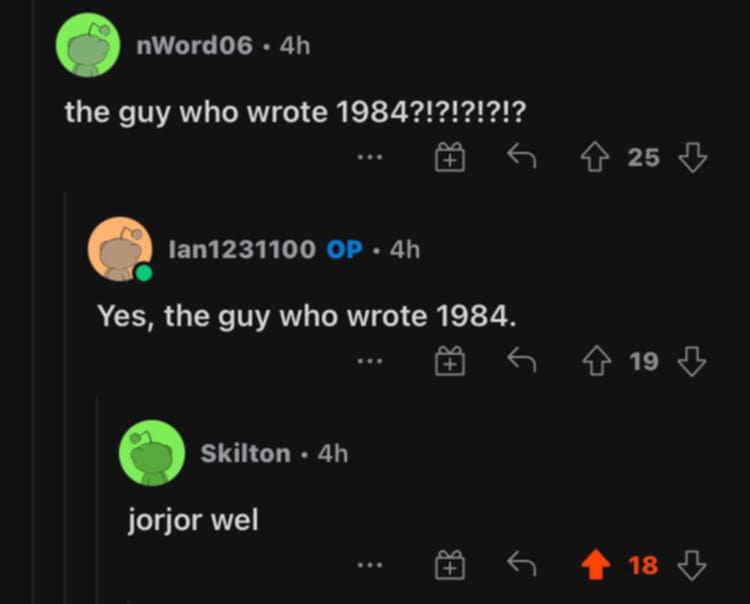 nWord06 • 4h
the guy who wrote 1984?!?!?!?!?
... 25
Ian1231100 OP • 4h
Yes, the guy who wrote 1984.
... 19
Skilton • 4h
jorjor wel
... 18